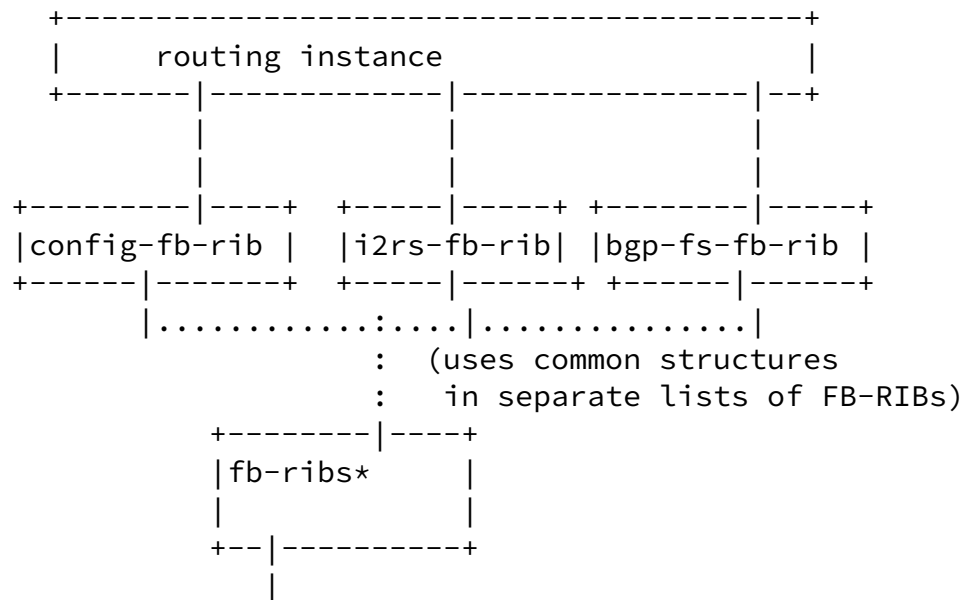 routing instance
config-fb-rib i2rs-fb-rib bgp-fs-fb-rib
(uses common structures
in separate lists of FB-RIBs)
fb-ribs*